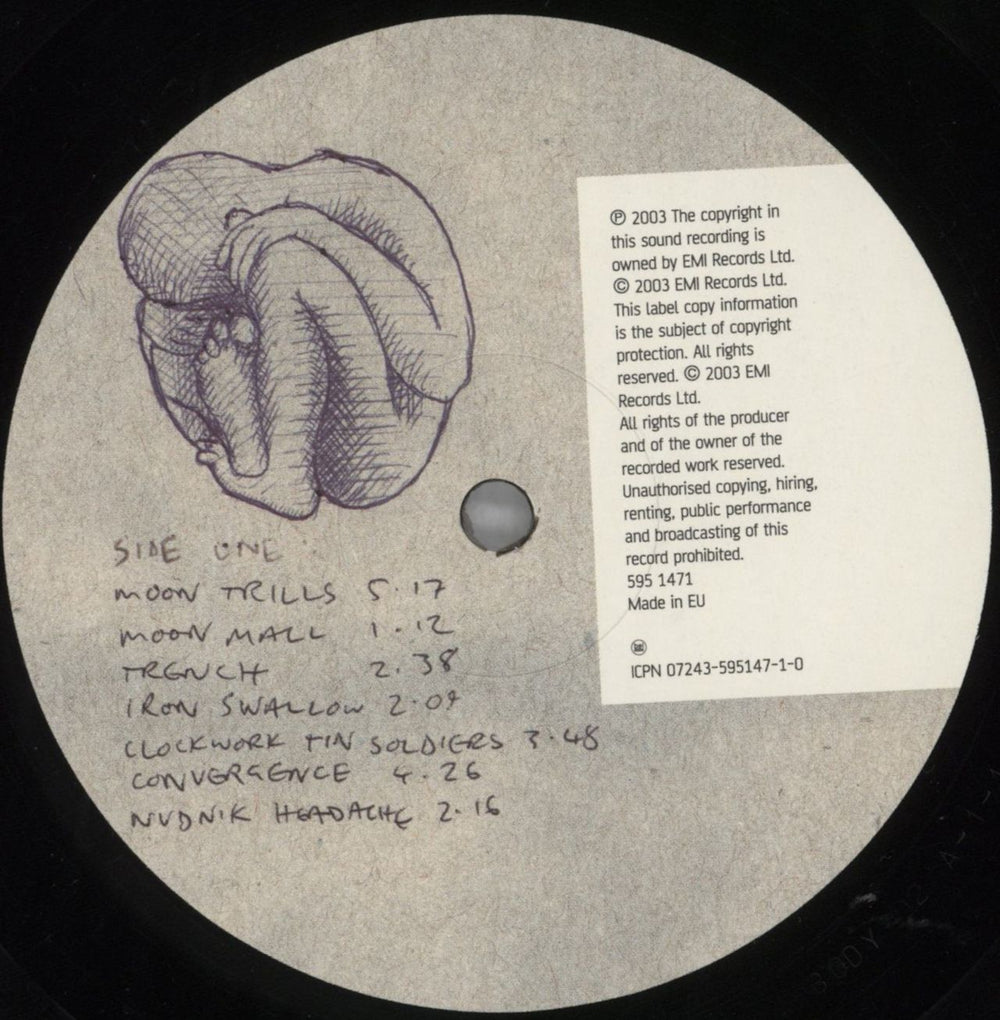 SIDE ONE
MOON TRILLS 5.17
MOON MALL 1.12
TRENCH 2.38
IRON SWALLOW 2.09
CLOCKWORK TIN SOLDIERS 3.48
CONVERGENCE 4.26
NUDNIK HEADACHE 2.16
℗ 2003 The copyright in
this sound recording is
owned by EMI Records Ltd.
© 2003 EMI Records Ltd.
This label copy information
is the subject of copyright
protection. All rights
reserved. © 2003 EMI
Records Ltd.
All rights of the producer
and of the owner of the
recorded work reserved.
Unauthorised copying, hiring,
renting, public performance
and broadcasting of this
record prohibited.
595 1471
Made in EU
ICPN 07243-595147-1-0